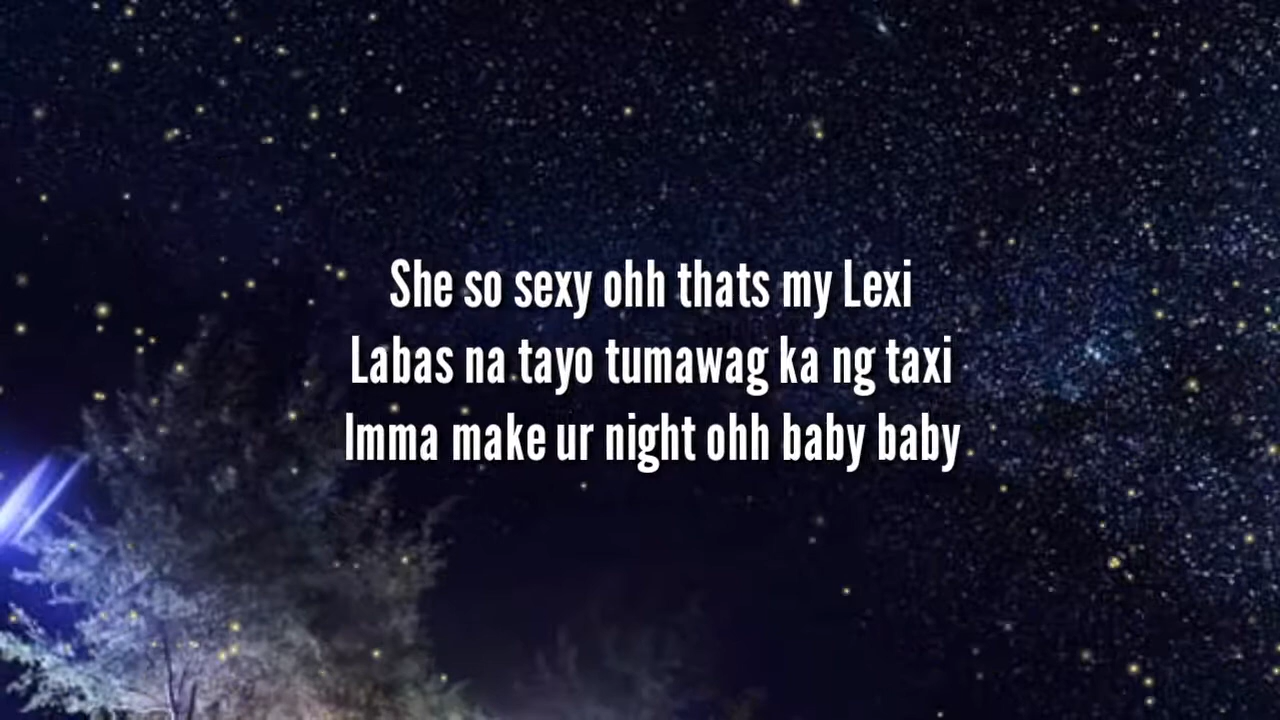 She so sexy ohh thats my Lexi
Labas na tayo tumawag ka ng taxi
Imma make ur night ohh baby baby